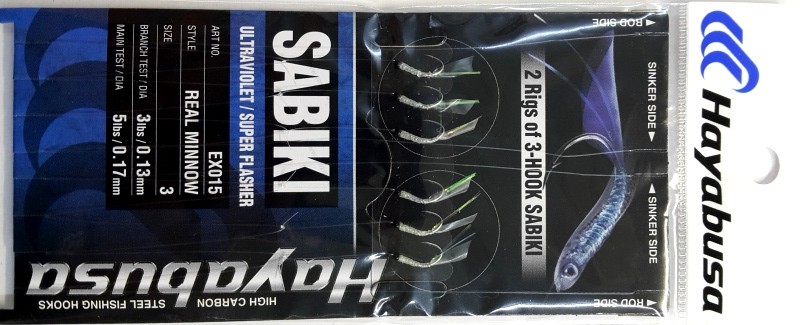 Hayabusa
ROD SIDE
SINKER SIDE
SINKER SIDE
ROD SIDE
2 Rigs of 3-HOOK SABIKI
SABIKI
ULTRAVIOLET / SUPER FLASHER
ART NO. EX015
STYLE REAL MINNOW
SIZE 3
BRANCH TEST / DIA 3lbs / 0.13mm
MAIN TEST / DIA 5lbs / 0.17mm
Hayabusa
HIGH CARBON STEEL FISHING HOOKS